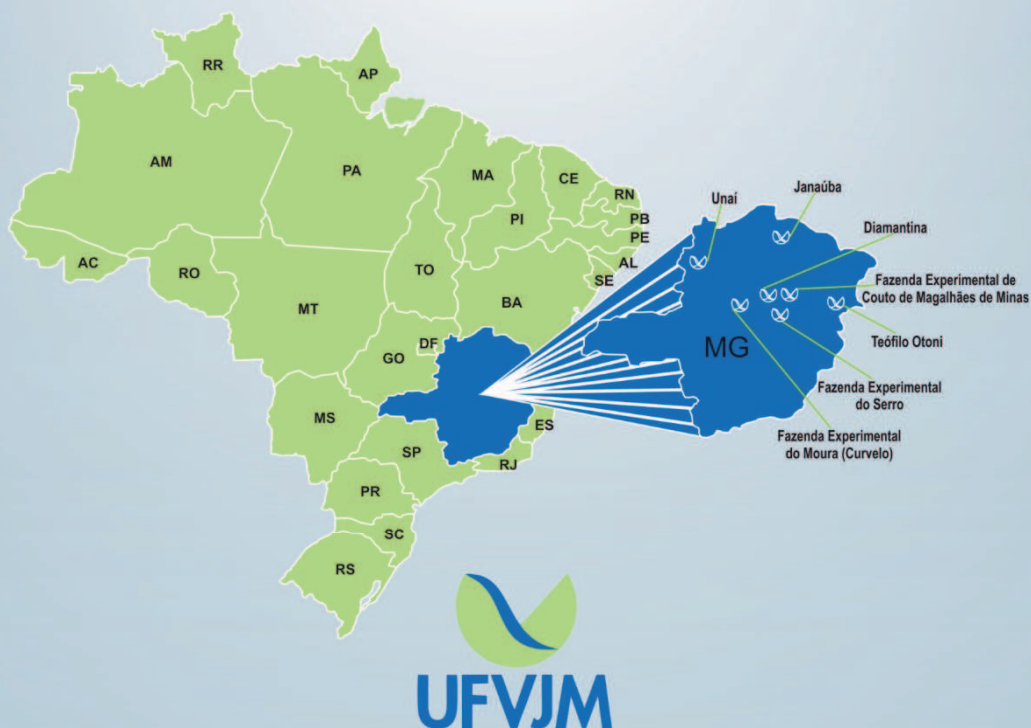 RR
AP
AM
PA
MA
CE
RN
PB
PE
AL
SE
PI
AC
RO
TO
BA
MT
GO
DF
MS
SP
ES
RJ
PR
SC
RS
Unaí
Janaúba
Diamantina
Fazenda Experimental de
Couto de Magalhães de Minas
Teófilo Otoni
MG
Fazenda Experimental
do Serro
Fazenda Experimental
do Moura (Curvelo)
UFVJM